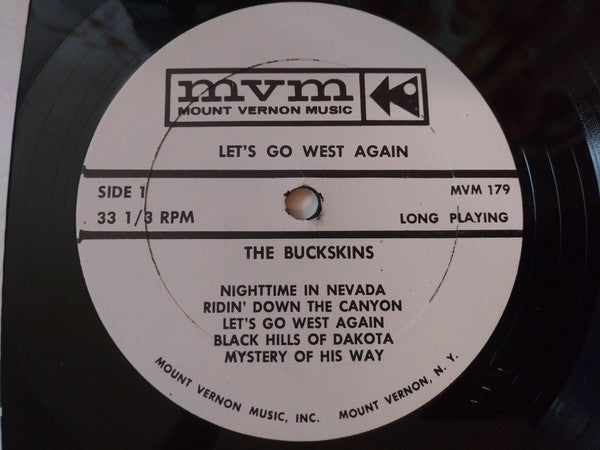 mvm
MOUNT VERNON MUSIC
LET'S GO WEST AGAIN
SIDE 1
MVM 179
33 1/3 RPM
LONG PLAYING
THE BUCKSKINS
NIGHTTIME IN NEVADA
RIDIN' DOWN THE CANYON
LET'S GO WEST AGAIN
BLACK HILLS OF DAKOTA
MYSTERY OF HIS WAY
MOUNT VERNON MUSIC, INC. MOUNT VERNON, N. Y.